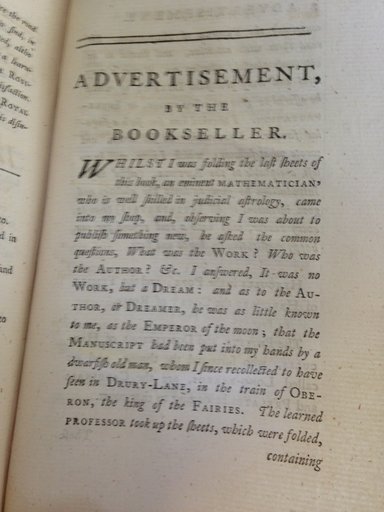 ADVERTISEMENT,
BY THE
BOOKSELLER.
WHILST I was folding the last sheets of
this book, an eminent MATHEMATICIAN,
who is well skilled in judicial astrology, came
into my shop, and, observing I was about to
publish something new, he asked the common
questions, What was the WORK? Who was
the AUTHOR? &c. I answered, It was no
WORK, but a DREAM: and as to the AU-
THOR, or DREAMER, he was as little known
to me, as the EMPEROR of the moon; that the
MANUSCRIPT had been put into my hands by a
dwarfish old man, whom I since recollected to have
seen in DRURY-LANE, in the train of OBE-
RON, the king of the FAIRIES. The learned
PROFESSOR took up the sheets, which were folded,
containing